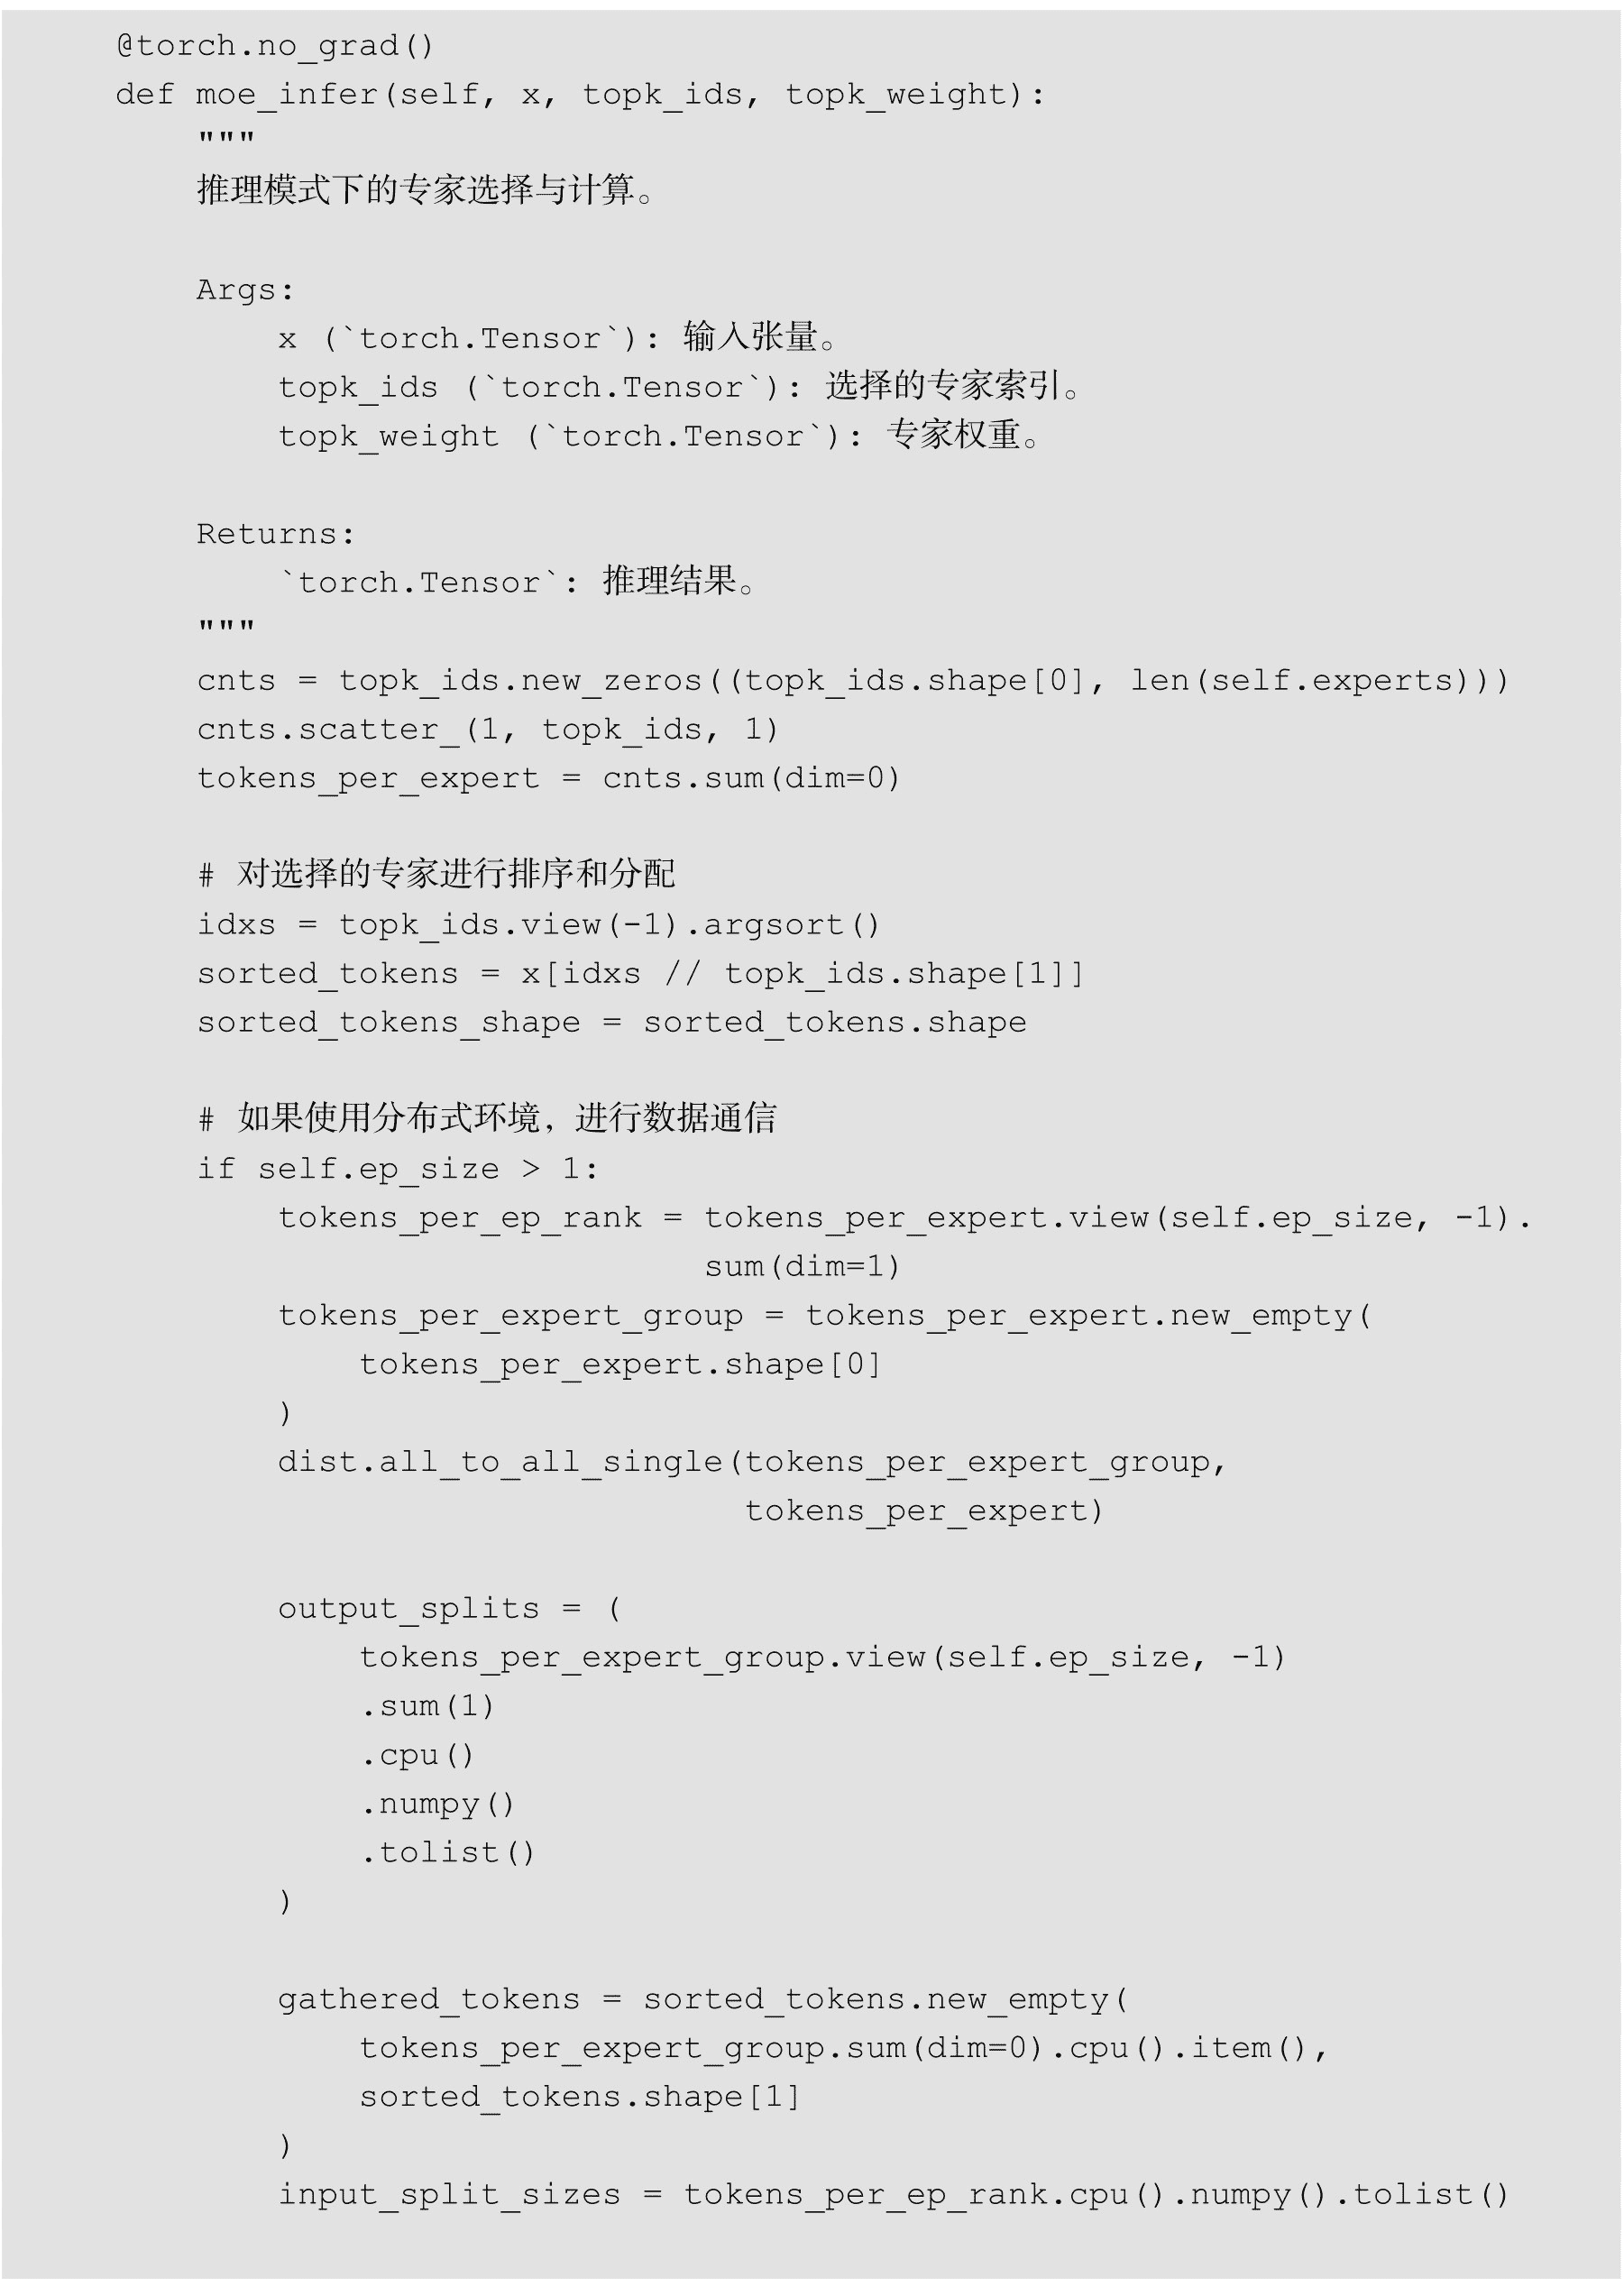 @torch.no_grad()
def moe_infer(self, x, topk_ids, topk_weight):
    """
    推理模式下的专家选择与计算。

    Args:
        x (`torch.Tensor`): 输入张量。
        topk_ids (`torch.Tensor`): 选择的专家索引。
        topk_weight (`torch.Tensor`): 专家权重。

    Returns:
        `torch.Tensor`: 推理结果。
    """
    cnts = topk_ids.new_zeros((topk_ids.shape[0], len(self.experts)))
    cnts.scatter_(1, topk_ids, 1)
    tokens_per_expert = cnts.sum(dim=0)

    # 对选择的专家进行排序和分配
    idxs = topk_ids.view(-1).argsort()
    sorted_tokens = x[idxs // topk_ids.shape[1]]
    sorted_tokens_shape = sorted_tokens.shape

    # 如果使用分布式环境，进行数据通信
    if self.ep_size > 1:
        tokens_per_ep_rank = tokens_per_expert.view(self.ep_size, -1).
                             sum(dim=1)
        tokens_per_expert_group = tokens_per_expert.new_empty(
            tokens_per_expert.shape[0]
        )
        dist.all_to_all_single(tokens_per_expert_group,
                               tokens_per_expert)

        output_splits = (
            tokens_per_expert_group.view(self.ep_size, -1)
            .sum(1)
            .cpu()
            .numpy()
            .tolist()
        )

        gathered_tokens = sorted_tokens.new_empty(
            tokens_per_expert_group.sum(dim=0).cpu().item(),
            sorted_tokens.shape[1]
        )
        input_split_sizes = tokens_per_ep_rank.cpu().numpy().tolist()